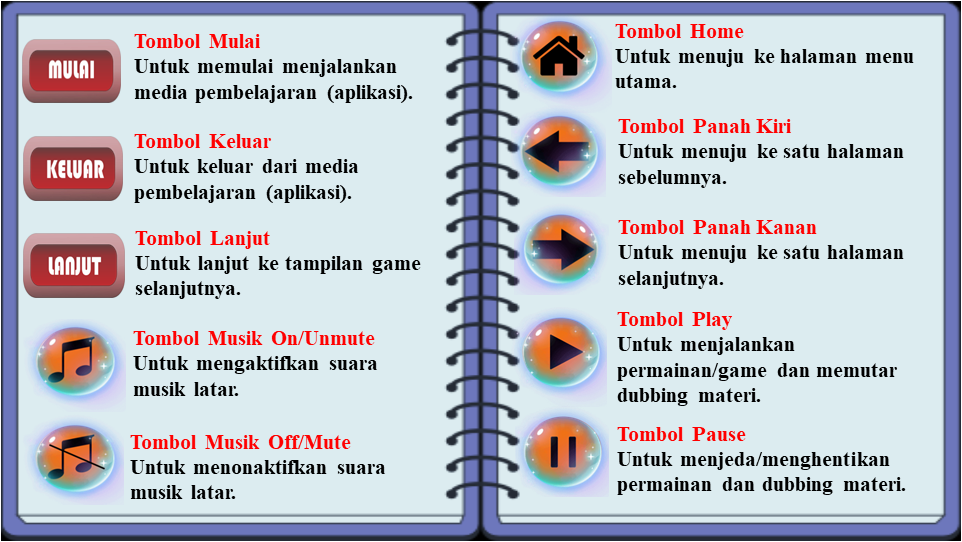 MULAI
Tombol Mulai
Untuk memulai menjalankan
media pembelajaran (aplikasi).
KELUAR
Tombol Keluar
Untuk keluar dari media
pembelajaran (aplikasi).
LANJUT
Tombol Lanjut
Untuk lanjut ke tampilan game
selanjutnya.
Tombol Musik On/Unmute
Untuk mengaktifkan suara
musik latar.
Tombol Musik Off/Mute
Untuk menonaktifkan suara
musik latar.
Tombol Home
Untuk menuju ke halaman menu
utama.
Tombol Panah Kiri
Untuk menuju ke satu halaman
sebelumnya.
Tombol Panah Kanan
Untuk menuju ke satu halaman
selanjutnya.
Tombol Play
Untuk menjalankan
permainan/game dan memutar
dubbing materi.
Tombol Pause
Untuk menjeda/menghentikan
permainan dan dubbing materi.